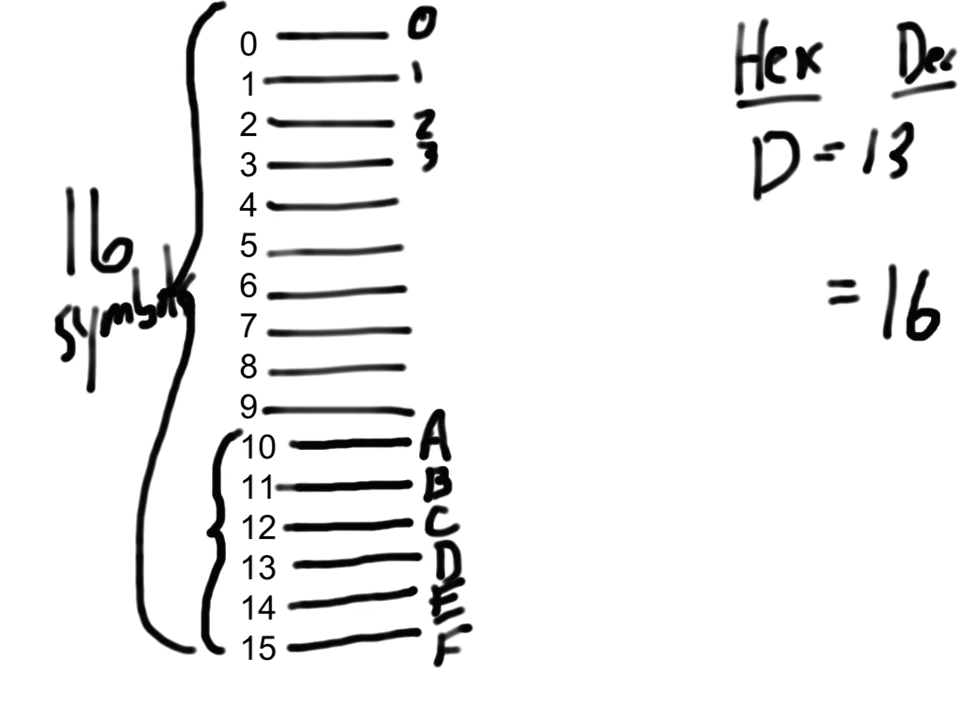 0 0
1 1
2 2
3 3
4
5
6
7
8
9
10 A
11 B
12 C
13 D
14 E
15 F
16
symbols
Hex Dec
D = 13
= 16